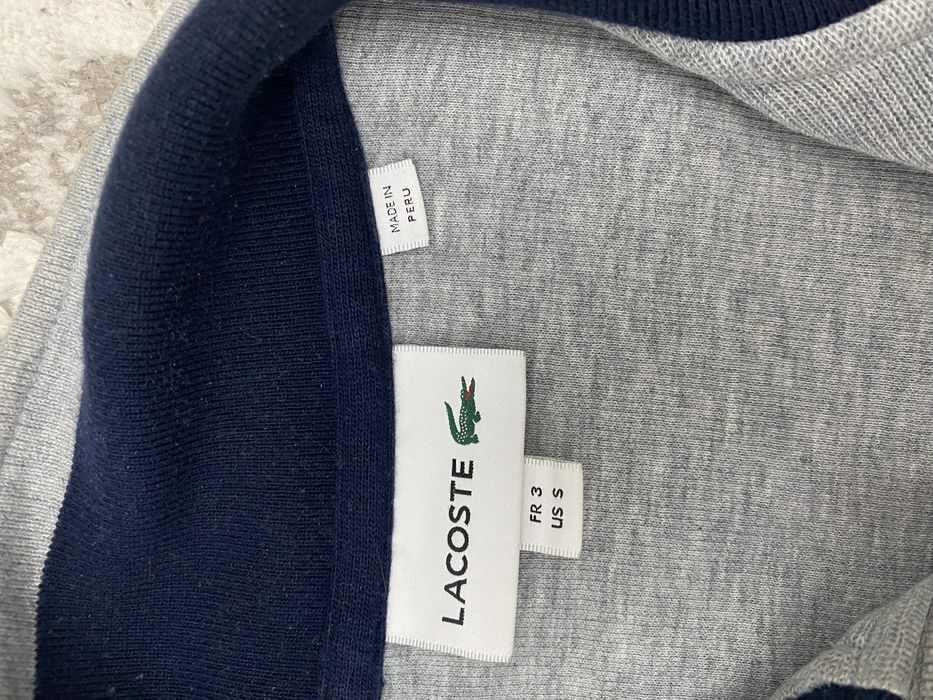 MADE IN
PERU
LACOSTE
FR 3
US S